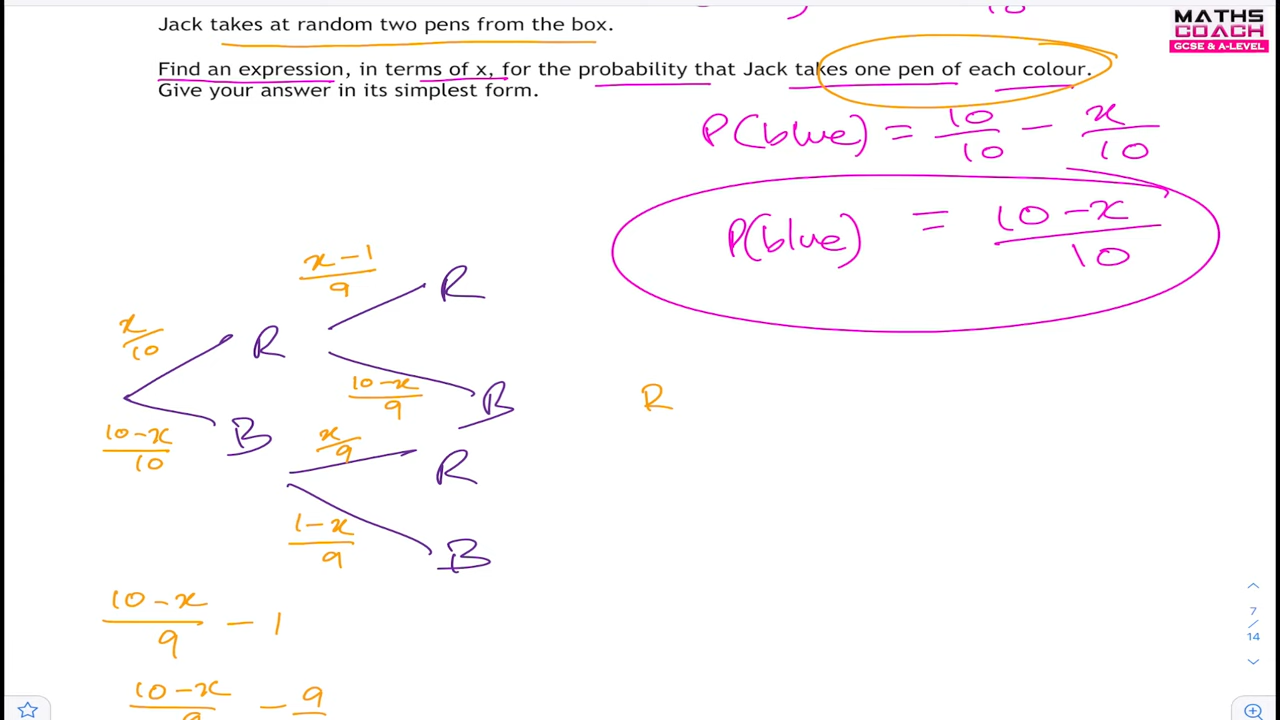 Jack takes at random two pens from the box.
MATHS
COACH
GCSE & A-LEVEL
Find an expression, in terms of x, for the probability that Jack takes one pen of each colour.
Give your answer in its simplest form.
P(blue) = 10/10 - x/10
P(blue) = 10-x/10
x-1/9
R
x/10
R
10-x/9
B
R
10-x/10
B
x/9
R
1-x/9
B
10-x/9 - 1
10-x/9 - 9
7
/
14